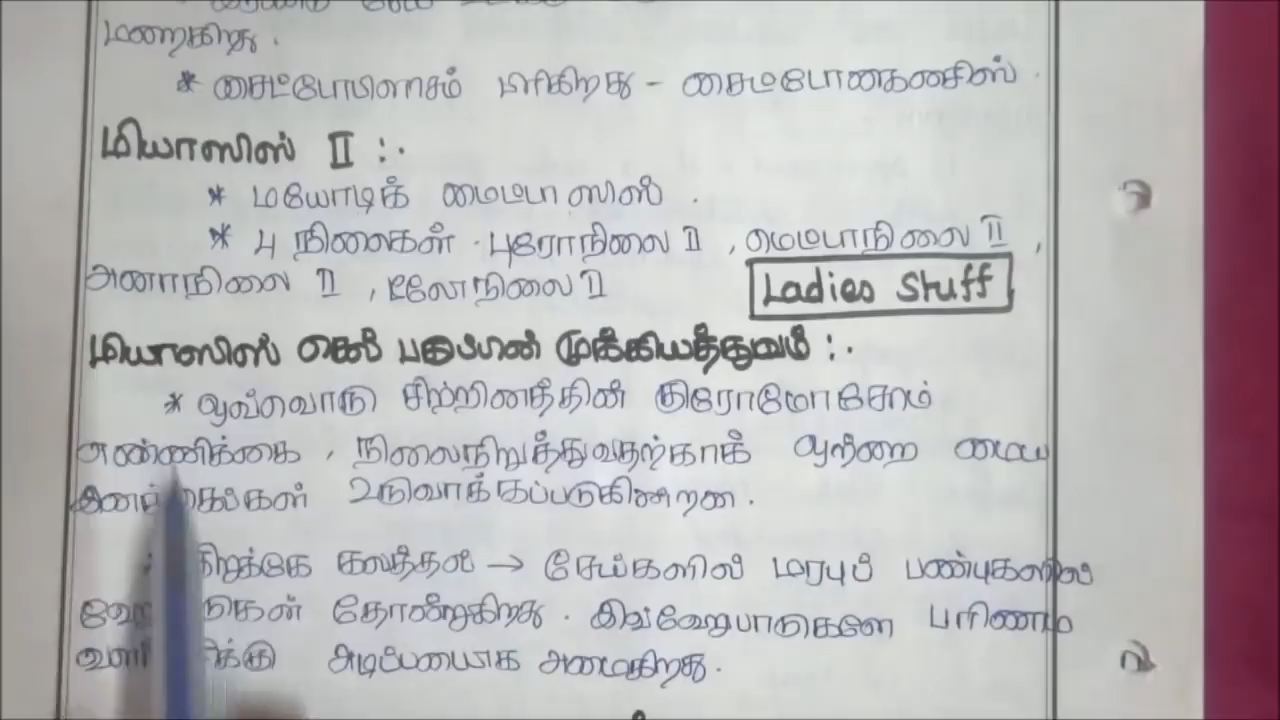 மறைகிறது.
* சைட்டோபிளாசம் பிரிகிறது - சைட்டோகைனசிஸ்.
மியாஸிஸ் II :-
* மயோடிக் மைடாஸிஸ்.
* 4 நிலைகள். புரோநிலை II, மெடாநிலை II,
அனாநிலை II, டீலோநிலை II
Ladies Stuff
மியாஸிஸ் செல் பகுப்பின் முக்கியத்துவம் :-
* ஒவ்வொரு சிற்றினத்தின் குரோமோசோம்
எண்ணிக்கை, நிலைநிறுத்துவதற்காக் ஒற்றை மைய
உருவாக்கப்படுகின்றன.
குறுக்கே கலத்தல் → சேய்களில் மரபுப் பண்புகளில்
தோன்றுகிறது. இவ்வேறுபாடுகளே பரிணாம
அடிப்படையாக அமைகிறது.